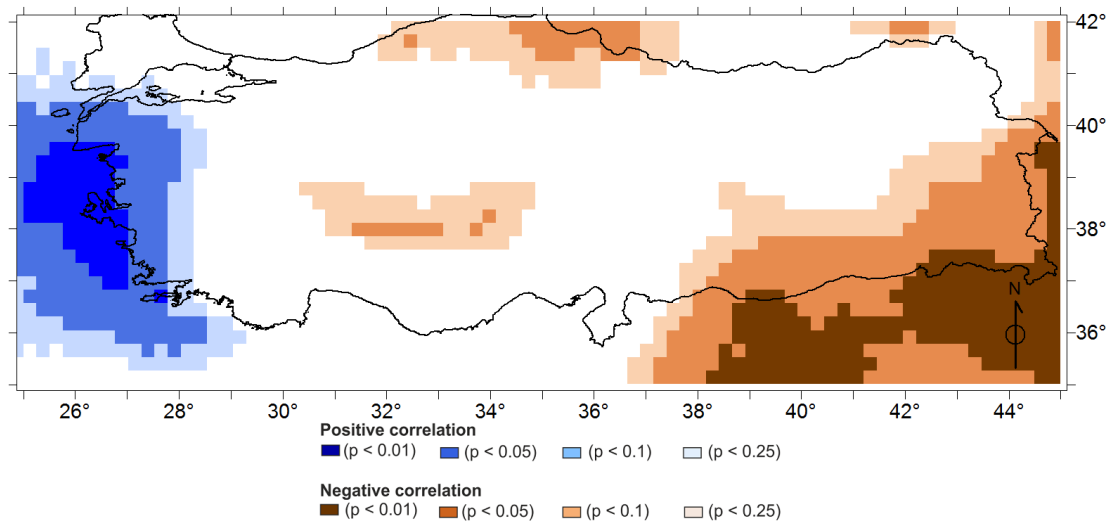 42°
40°
38°
36°
N
26° 28° 30° 32° 34° 36° 38° 40° 42° 44°
Positive correlation
(p < 0.01) (p < 0.05) (p < 0.1) (p < 0.25)
Negative correlation
(p < 0.01) (p < 0.05) (p < 0.1) (p < 0.25)